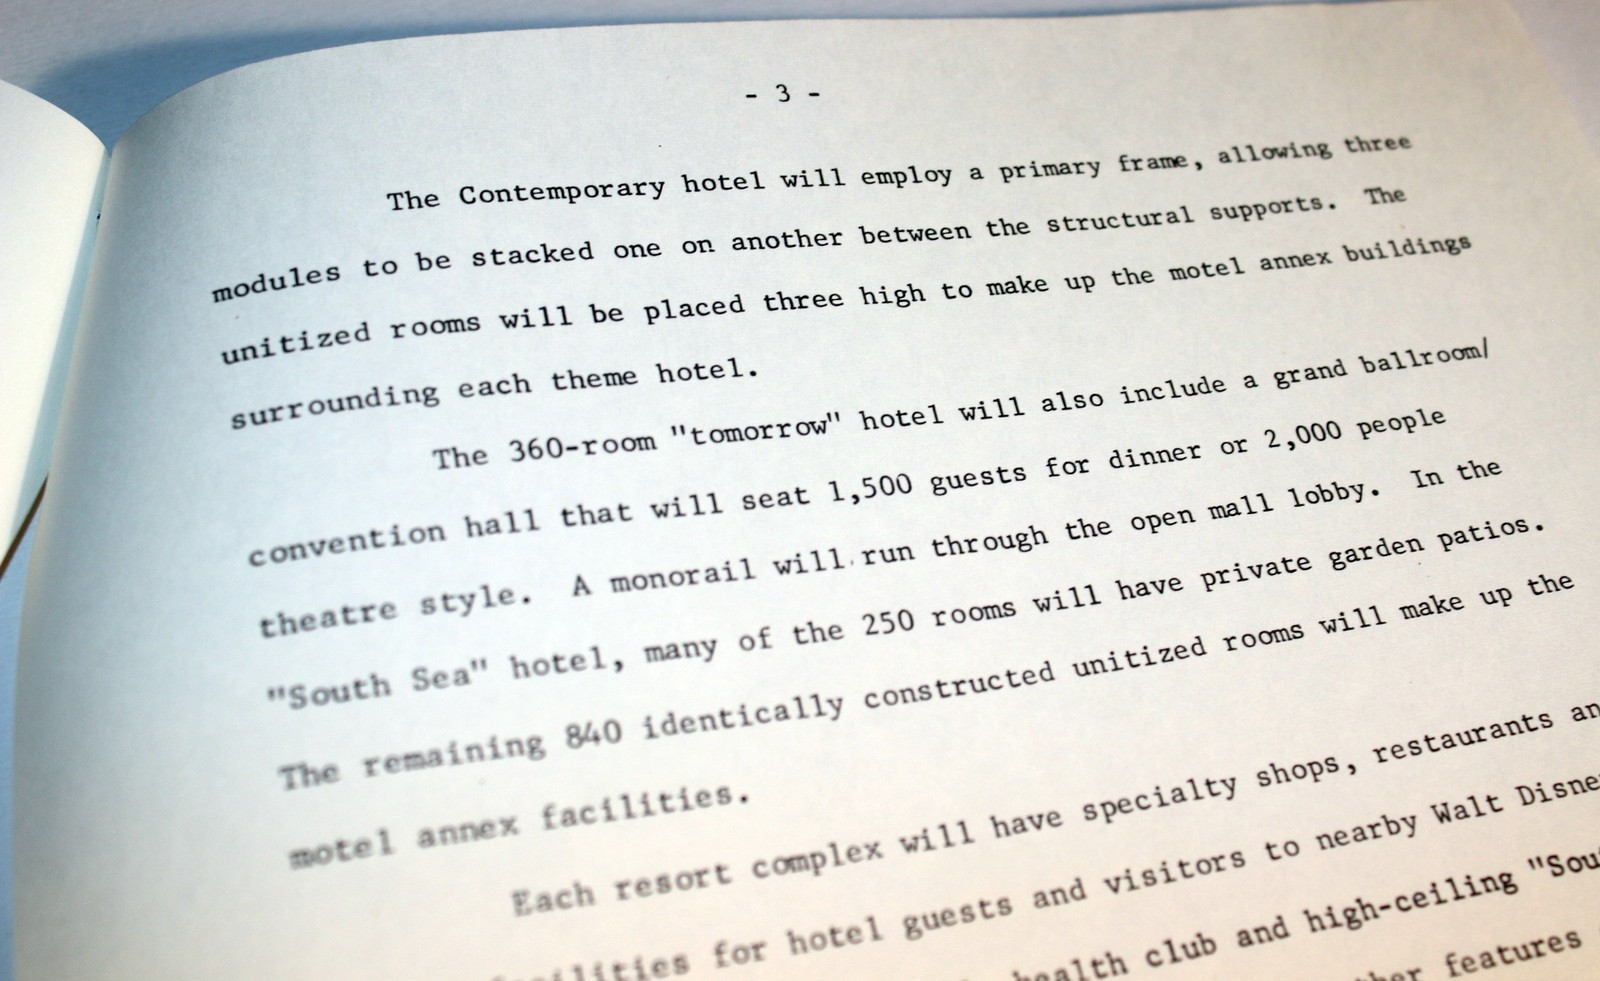 - 3 -
The Contemporary hotel will employ a primary frame, allowing three
modules to be stacked one on another between the structural supports. The
unitized rooms will be placed three high to make up the motel annex buildings
surrounding each theme hotel.
The 360-room "tomorrow" hotel will also include a grand ballroom/
convention hall that will seat 1,500 guests for dinner or 2,000 people
theatre style. A monorail will run through the open mall lobby. In the
"South Sea" hotel, many of the 250 rooms will have private garden patios.
The remaining 840 identically constructed unitized rooms will make up the
motel annex facilities.
Each resort complex will have specialty shops, restaurants an
facilities for hotel guests and visitors to nearby Walt Disne
health club and high-ceiling "Sou
features